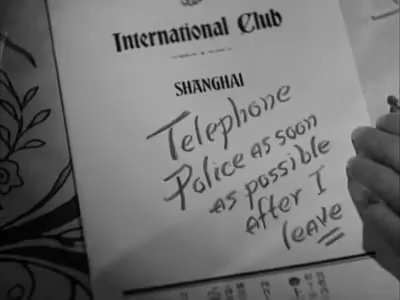 International Club
SHANGHAI
Telephone
Police as soon
as possible
after I
leave